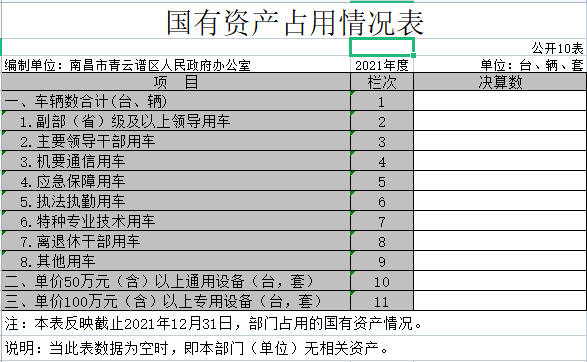 国有资产占用情况表
公开10表
编制单位：南昌市青云谱区人民政府办公室 2021年度 单位：台、辆、套
项 目 栏次 决算数
一、车辆数合计(台、辆) 1
1.副部（省）级及以上领导用车 2
2.主要领导干部用车 3
3.机要通信用车 4
4.应急保障用车 5
5.执法执勤用车 6
6.特种专业技术用车 7
7.离退休干部用车 8
8.其他用车 9
二、单价50万元（含）以上通用设备（台，套） 10
三、单价100万元（含）以上专用设备（台，套） 11
注：本表反映截止2021年12月31日，部门占用的国有资产情况。
说明：当此表数据为空时，即本部门（单位）无相关资产。